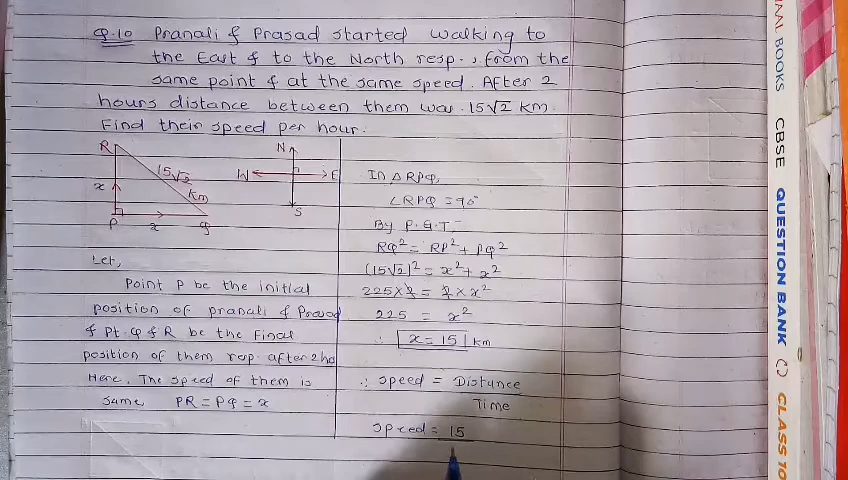 Q.10 Pranali & Prasad started walking to
the East & to the North resp., from the
same point & at the same speed. After 2
hours distance between them was 15√2 km.
Find their speed per hour.
R
15√2
km
x
P
x
Q
N
W
E
S
Let,
Point P be the initial
position of pranali & Prasad
& Pt. Q & R be the Final
position of them resp. after 2
Here, The speed of them is
same PR = PQ = x
In △RPQ,
∠RPQ = 90°
By P.G.T,
RQ² = RP² + PQ²
(15√2)² = x² + x²
225 × 2 = 2 × x²
225 = x²
∴ x = 15 km
∴ speed = Distance
Time
speed = 15
BOOKS
CBSE
QUESTION BANK
CLASS 10